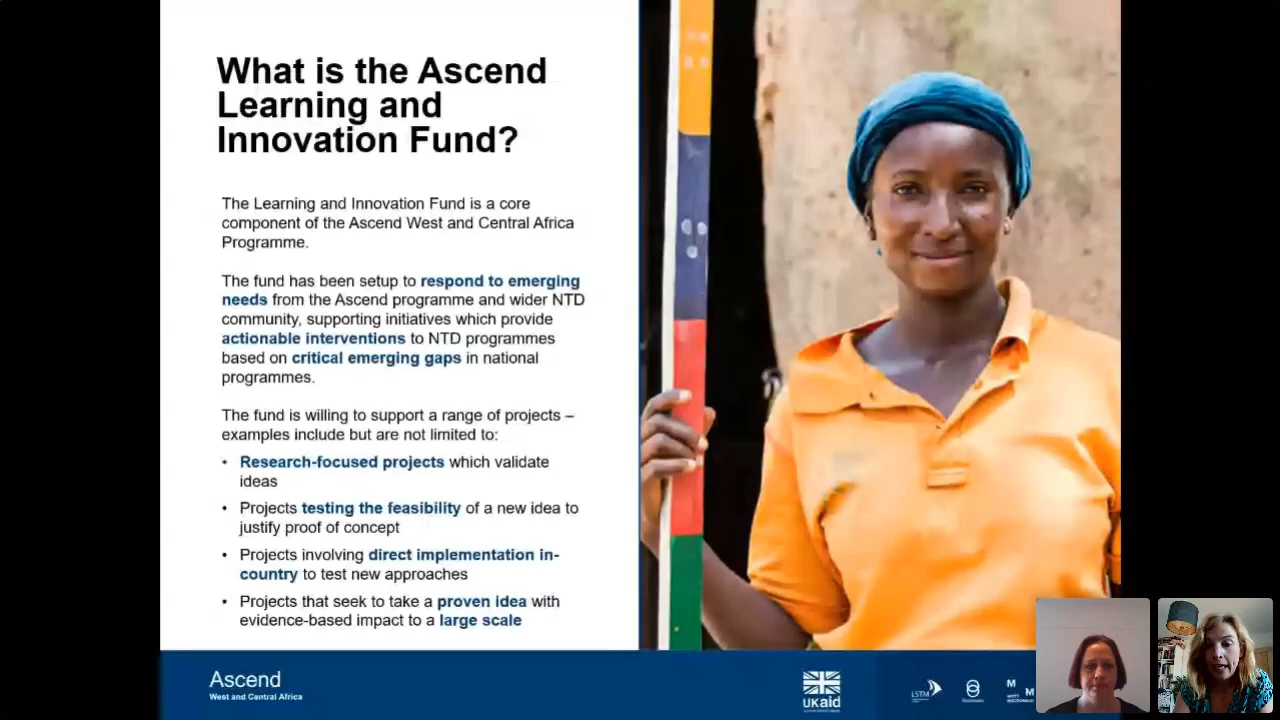 What is the Ascend
Learning and
Innovation Fund?
The Learning and Innovation Fund is a core
component of the Ascend West and Central Africa
Programme.
The fund has been setup to respond to emerging
needs from the Ascend programme and wider NTD
community, supporting initiatives which provide
actionable interventions to NTD programmes
based on critical emerging gaps in national
programmes.
The fund is willing to support a range of projects –
examples include but are not limited to:
• Research-focused projects which validate
ideas
• Projects testing the feasibility of a new idea to
justify proof of concept
• Projects involving direct implementation in-
country to test new approaches
• Projects that seek to take a proven idea with
evidence-based impact to a large scale
Ascend
West and Central Africa
UKaid
LSTM
M
M